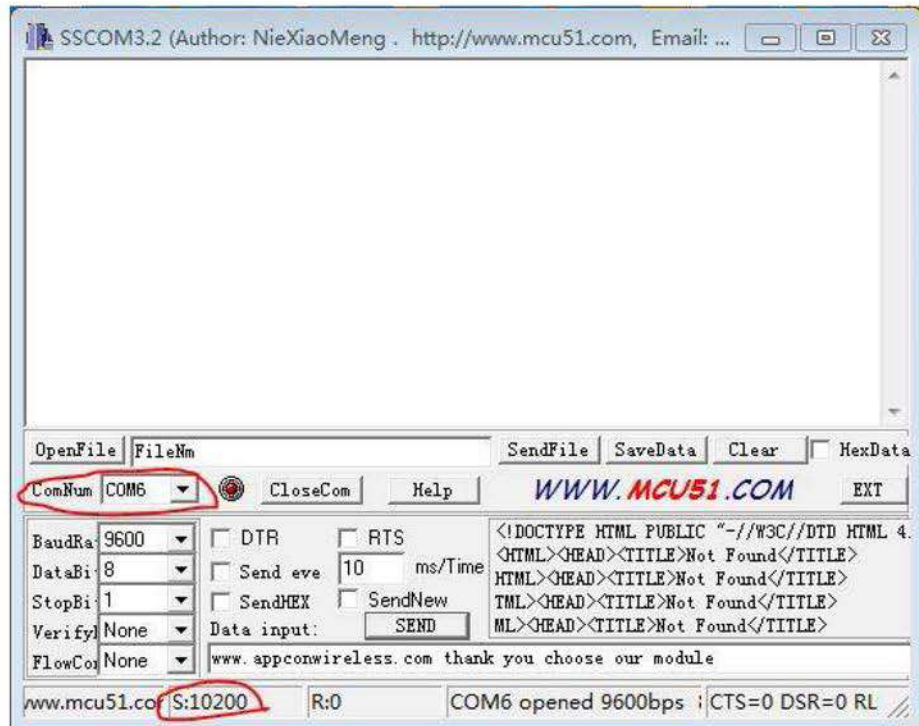 SSCOM3.2 (Author: NieXiaoMeng . http://www.mcu51.com, Email: ...
OpenFile FileNm SendFile SaveData Clear HexData
ComNum COM6 CloseCom Help WWW.MCU51.COM EXT
BaudRa 9600 DTR RTS <!DOCTYPE HTML PUBLIC "-//W3C//DTD HTML 4.
<HTML><HEAD><TITLE>Not Found</TITLE>
DataBi 8 Send eve 10 ms/Time HTML><HEAD><TITLE>Not Found</TITLE>
StopBi 1 SendHEX SendNew TML><HEAD><TITLE>Not Found</TITLE>
Verify None Data input: SEND ML><HEAD><TITLE>Not Found</TITLE>
FlowCo None www.appconwireless.com thank you choose our module
www.mcu51.co S:10200 R:0 COM6 opened 9600bps CTS=0 DSR=0 RL